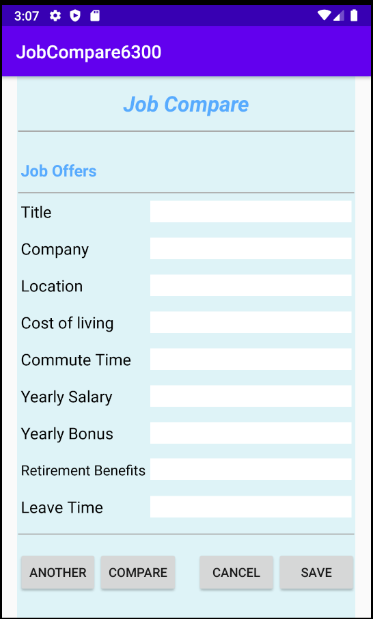 3:07
JobCompare6300
Job Compare
Job Offers
Title
Company
Location
Cost of living
Commute Time
Yearly Salary
Yearly Bonus
Retirement Benefits
Leave Time
ANOTHER COMPARE CANCEL SAVE